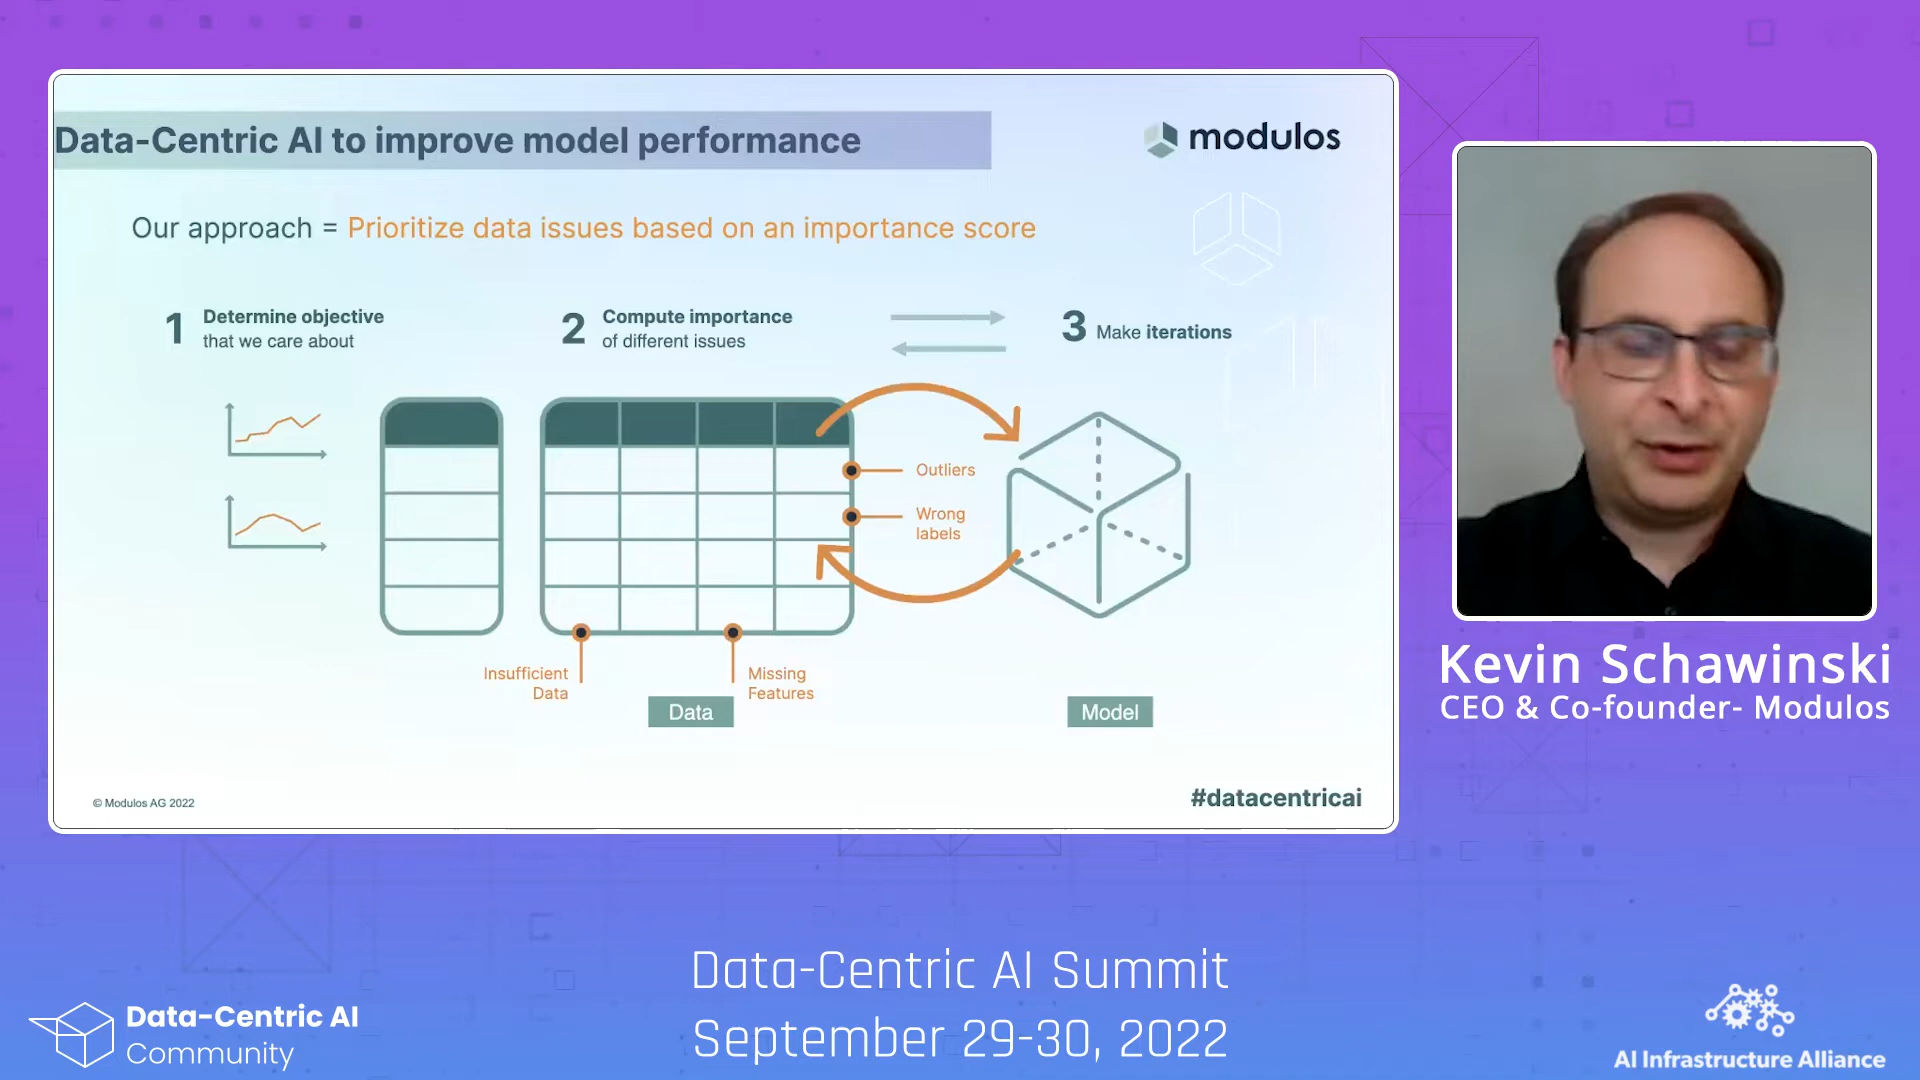 Data-Centric AI to improve model performance
modulos
Our approach = Prioritize data issues based on an importance score
1 Determine objective
that we care about
2 Compute importance
of different issues
3 Make iterations
Outliers
Wrong
labels
Insufficient
Data
Missing
Features
Data
Model
© Modulos AG 2022
#datacentricai
Kevin Schawinski
CEO & Co-founder- Modulos
Data-Centric AI Summit
September 29-30, 2022
Data-Centric AI
Community
AI Infrastructure Alliance